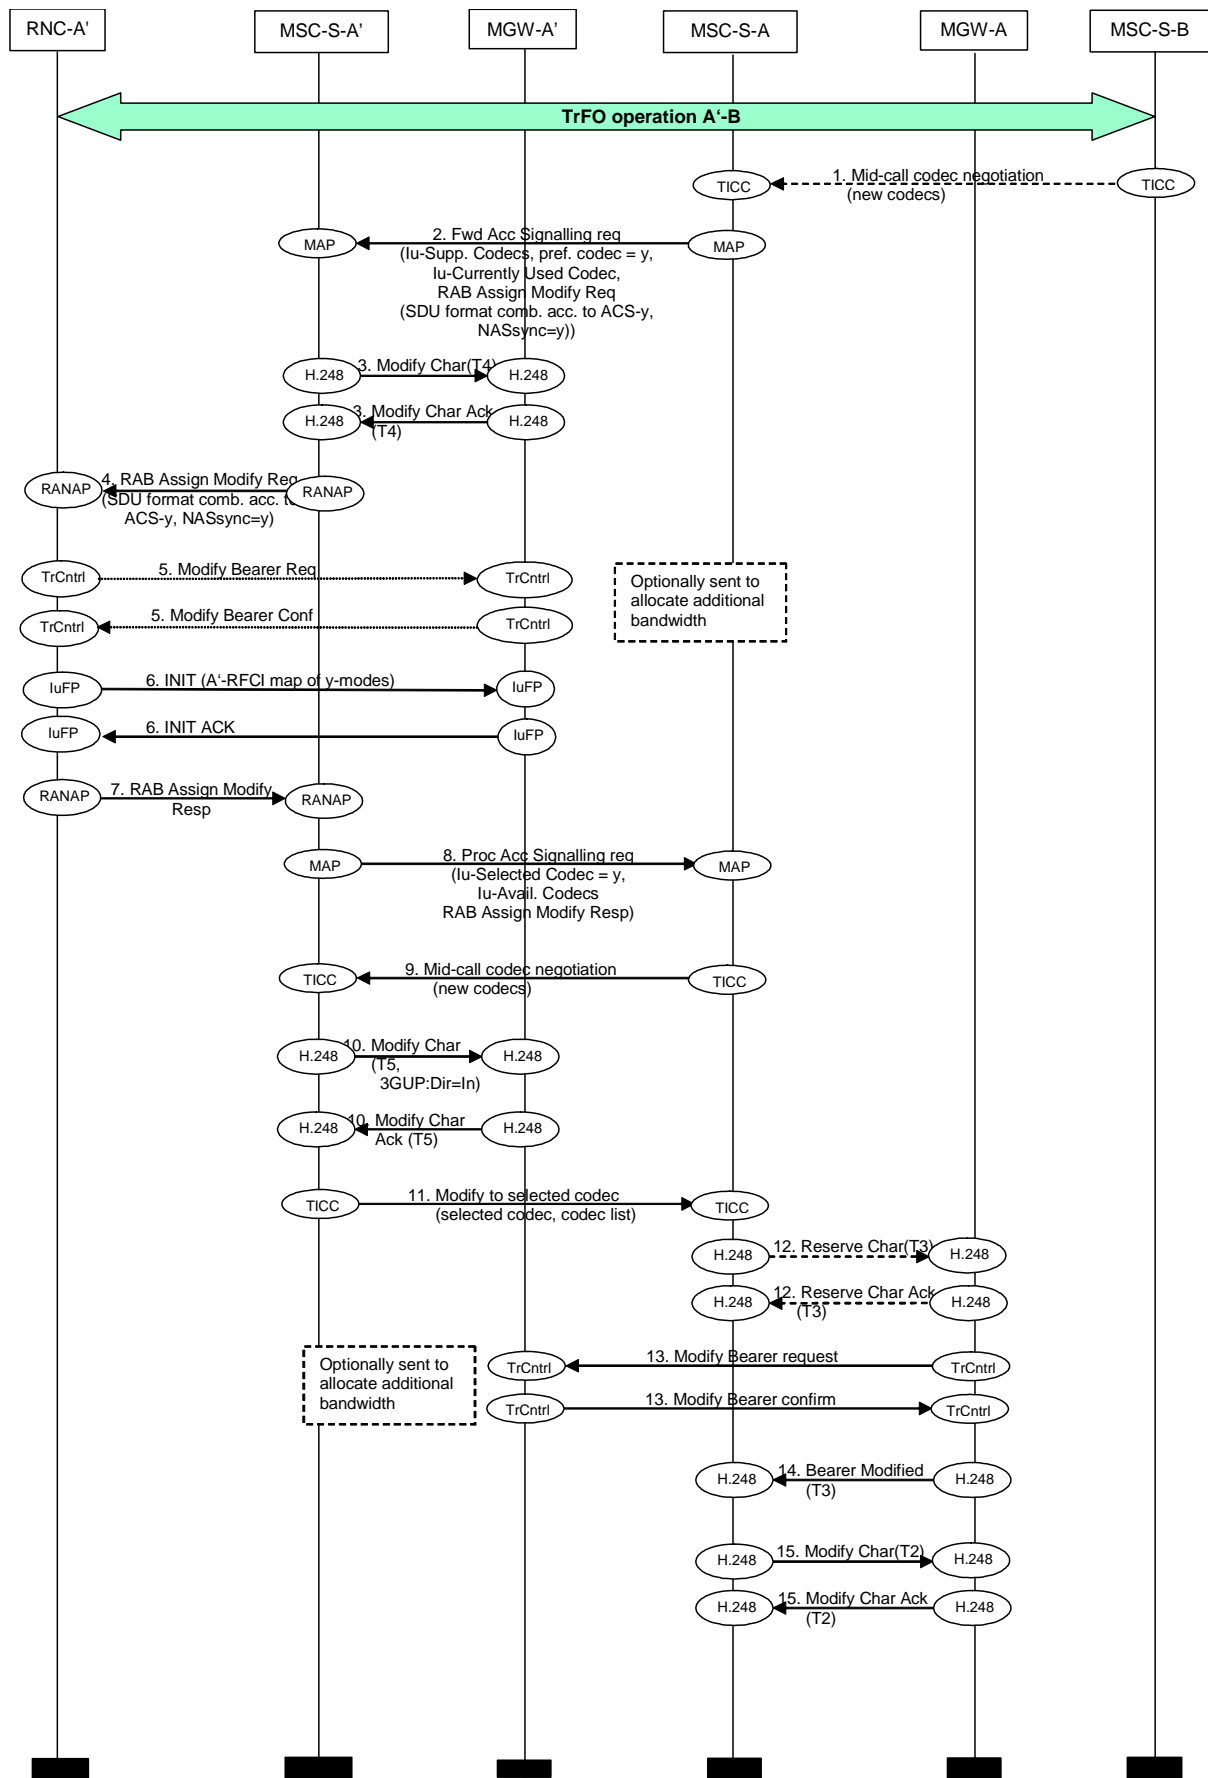 RNC-A'
MSC-S-A’
MGW-A’
MSC-S-A
MGW-A
MSC-S-B
TrFO operation A‘-B
TICC
1. Mid-call codec negotiation
(new codecs)
TICC
MAP
2. Fwd Acc Signalling req
(Iu-Supp. Codecs, pref. codec = y,
Iu-Currently Used Codec,
RAB Assign Modify Req
(SDU format comb. acc. to ACS-y,
NASsync=y))
MAP
H.248
3. Modify Char(T4)
H.248
H.248
3. Modify Char Ack
(T4)
H.248
RANAP
4. RAB Assign Modify Req
(SDU format comb. acc. to
ACS-y, NASsync=y)
RANAP
TrCntrl
5. Modify Bearer Req
TrCntrl
Optionally sent to
allocate additional
bandwidth
TrCntrl
5. Modify Bearer Conf
TrCntrl
IuFP
6. INIT (A‘-RFCI map of y-modes)
IuFP
IuFP
6. INIT ACK
IuFP
RANAP
7. RAB Assign Modify
Resp
RANAP
MAP
8. Proc Acc Signalling req
(Iu-Selected Codec = y,
Iu-Avail. Codecs
RAB Assign Modify Resp)
MAP
TICC
9. Mid-call codec negotiation
(new codecs)
TICC
H.248
10. Modify Char
(T5,
3GUP:Dir=In)
H.248
H.248
10. Modify Char
Ack (T5)
H.248
TICC
11. Modify to selected codec
(selected codec, codec list)
TICC
H.248
12. Reserve Char(T3)
H.248
H.248
12. Reserve Char Ack
(T3)
H.248
Optionally sent to
allocate additional
bandwidth
TrCntrl
13. Modify Bearer request
TrCntrl
TrCntrl
13. Modify Bearer confirm
TrCntrl
H.248
14. Bearer Modified
(T3)
H.248
H.248
15. Modify Char(T2)
H.248
H.248
15. Modify Char Ack
(T2)
H.248